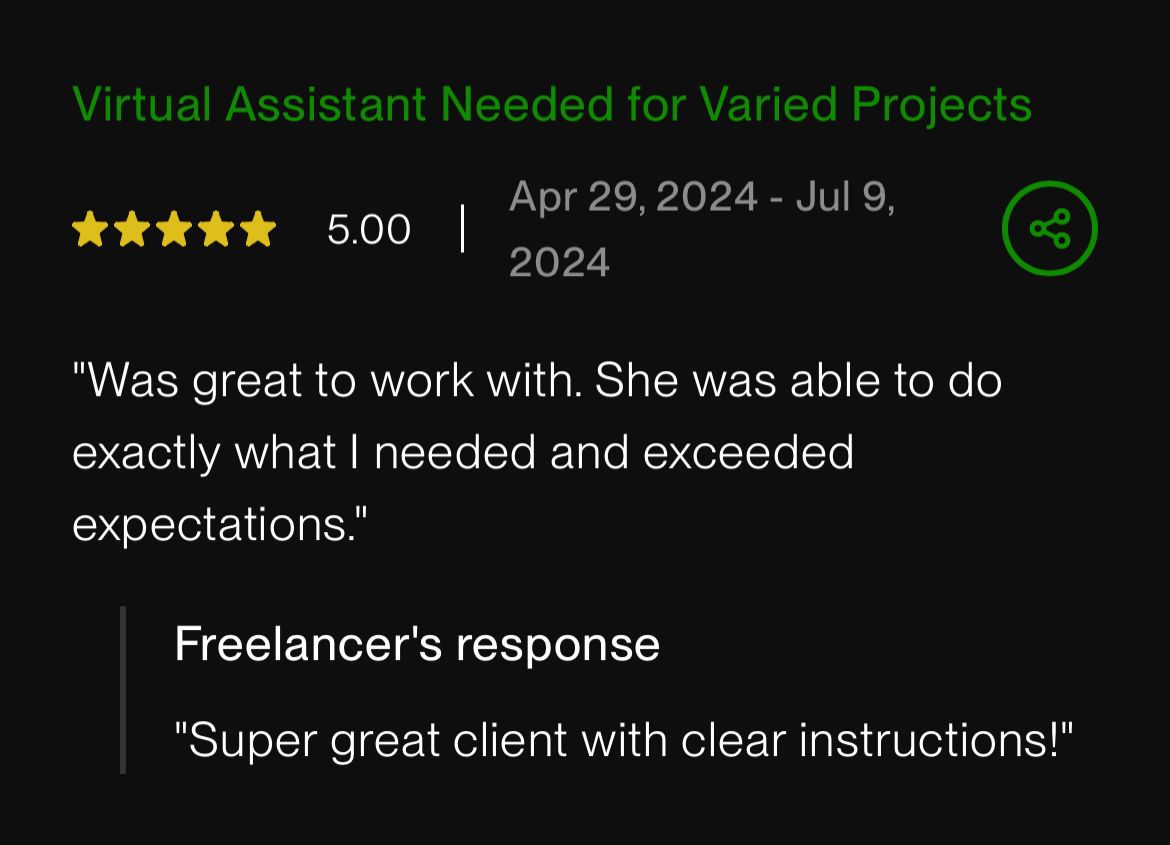 Virtual Assistant Needed for Varied Projects
5.00
Apr 29, 2024 - Jul 9,
2024
"Was great to work with. She was able to do
exactly what I needed and exceeded
expectations."
Freelancer's response
"Super great client with clear instructions!"